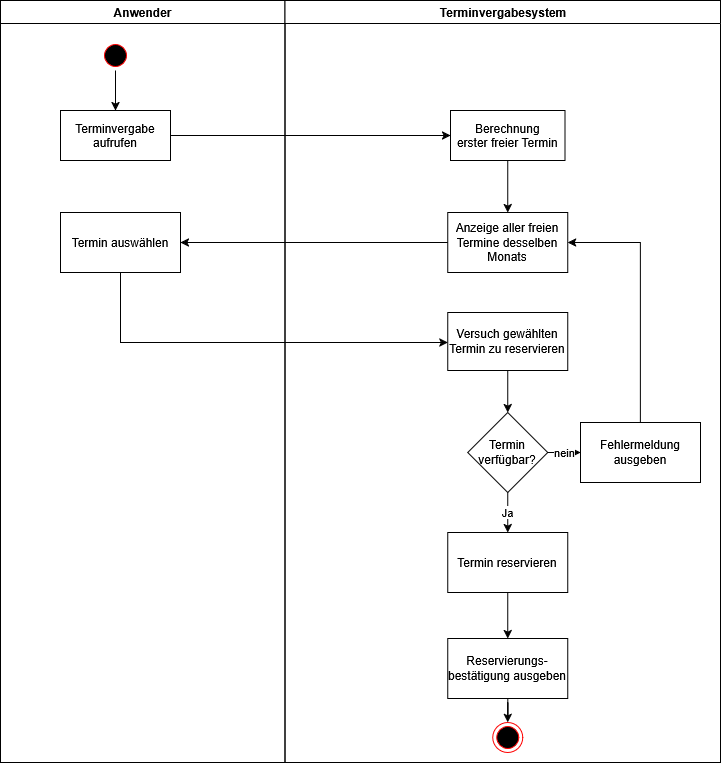 Anwender
Terminvergabesystem
Terminvergabe
aufrufen
Berechnung
erster freier Termin
Termin auswählen
Anzeige aller freien
Termine desselben
Monats
Versuch gewählten
Termin zu reservieren
Termin
verfügbar?
nein
Fehlermeldung
ausgeben
Ja
Termin reservieren
Reservierungs-
bestätigung ausgeben